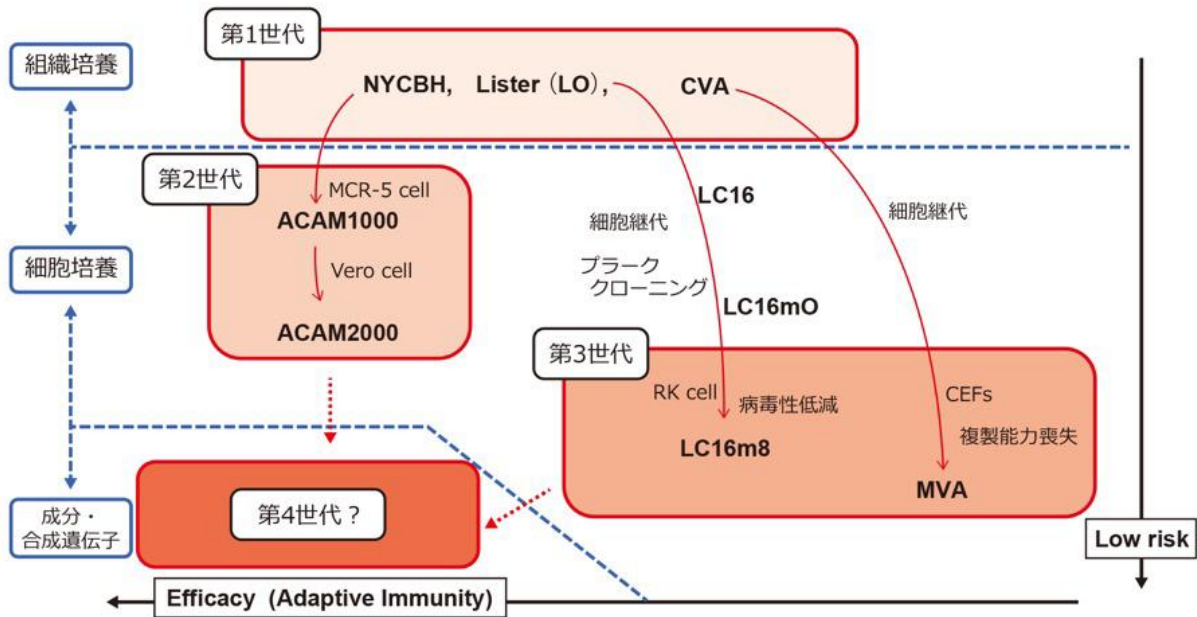 第1世代
組織培養
NYCBH, Lister（LO）, CVA
第2世代
MCR-5 cell
ACAM1000
Vero cell
ACAM2000
細胞培養
LC16
細胞継代
プラーク
クローニング
LC16mO
細胞継代
第3世代
RK cell
病毒性低減
LC16m8
CEFs
複製能力喪失
MVA
成分・
合成遺伝子
第4世代？
Low risk
Efficacy (Adaptive Immunity)